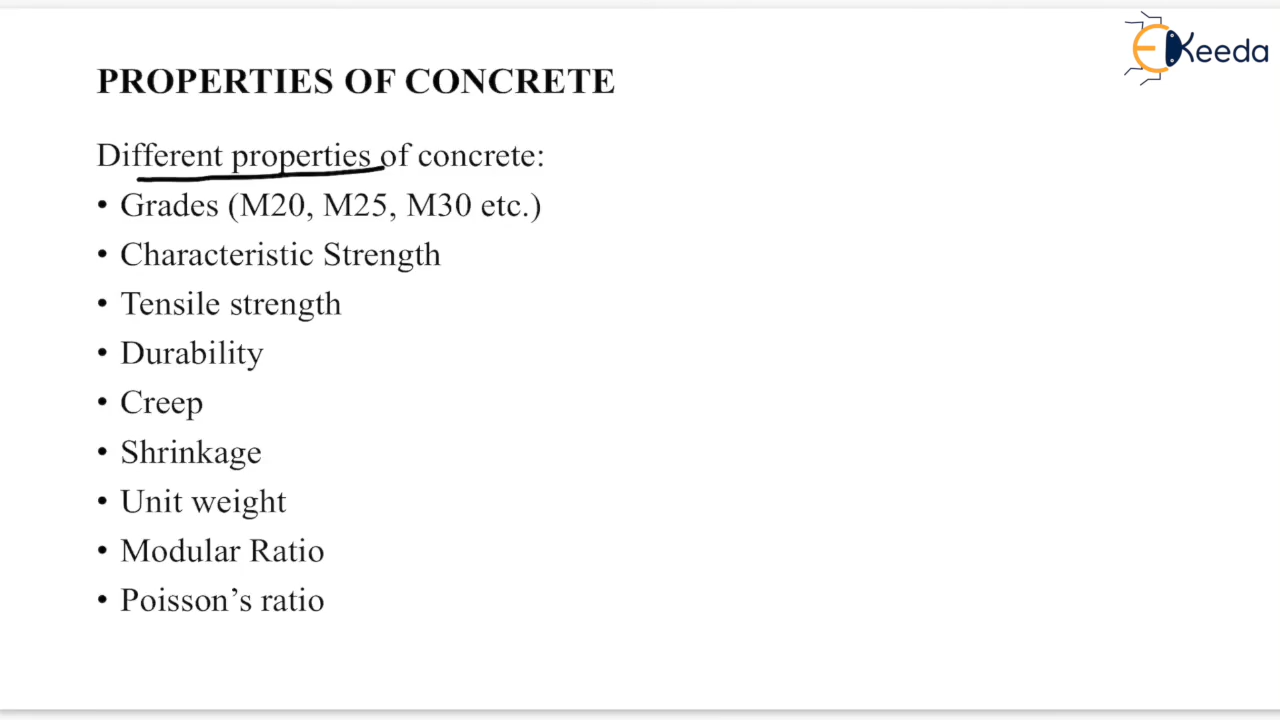 EKeeda
PROPERTIES OF CONCRETE
Different properties of concrete:
• Grades (M20, M25, M30 etc.)
• Characteristic Strength
• Tensile strength
• Durability
• Creep
• Shrinkage
• Unit weight
• Modular Ratio
• Poisson’s ratio